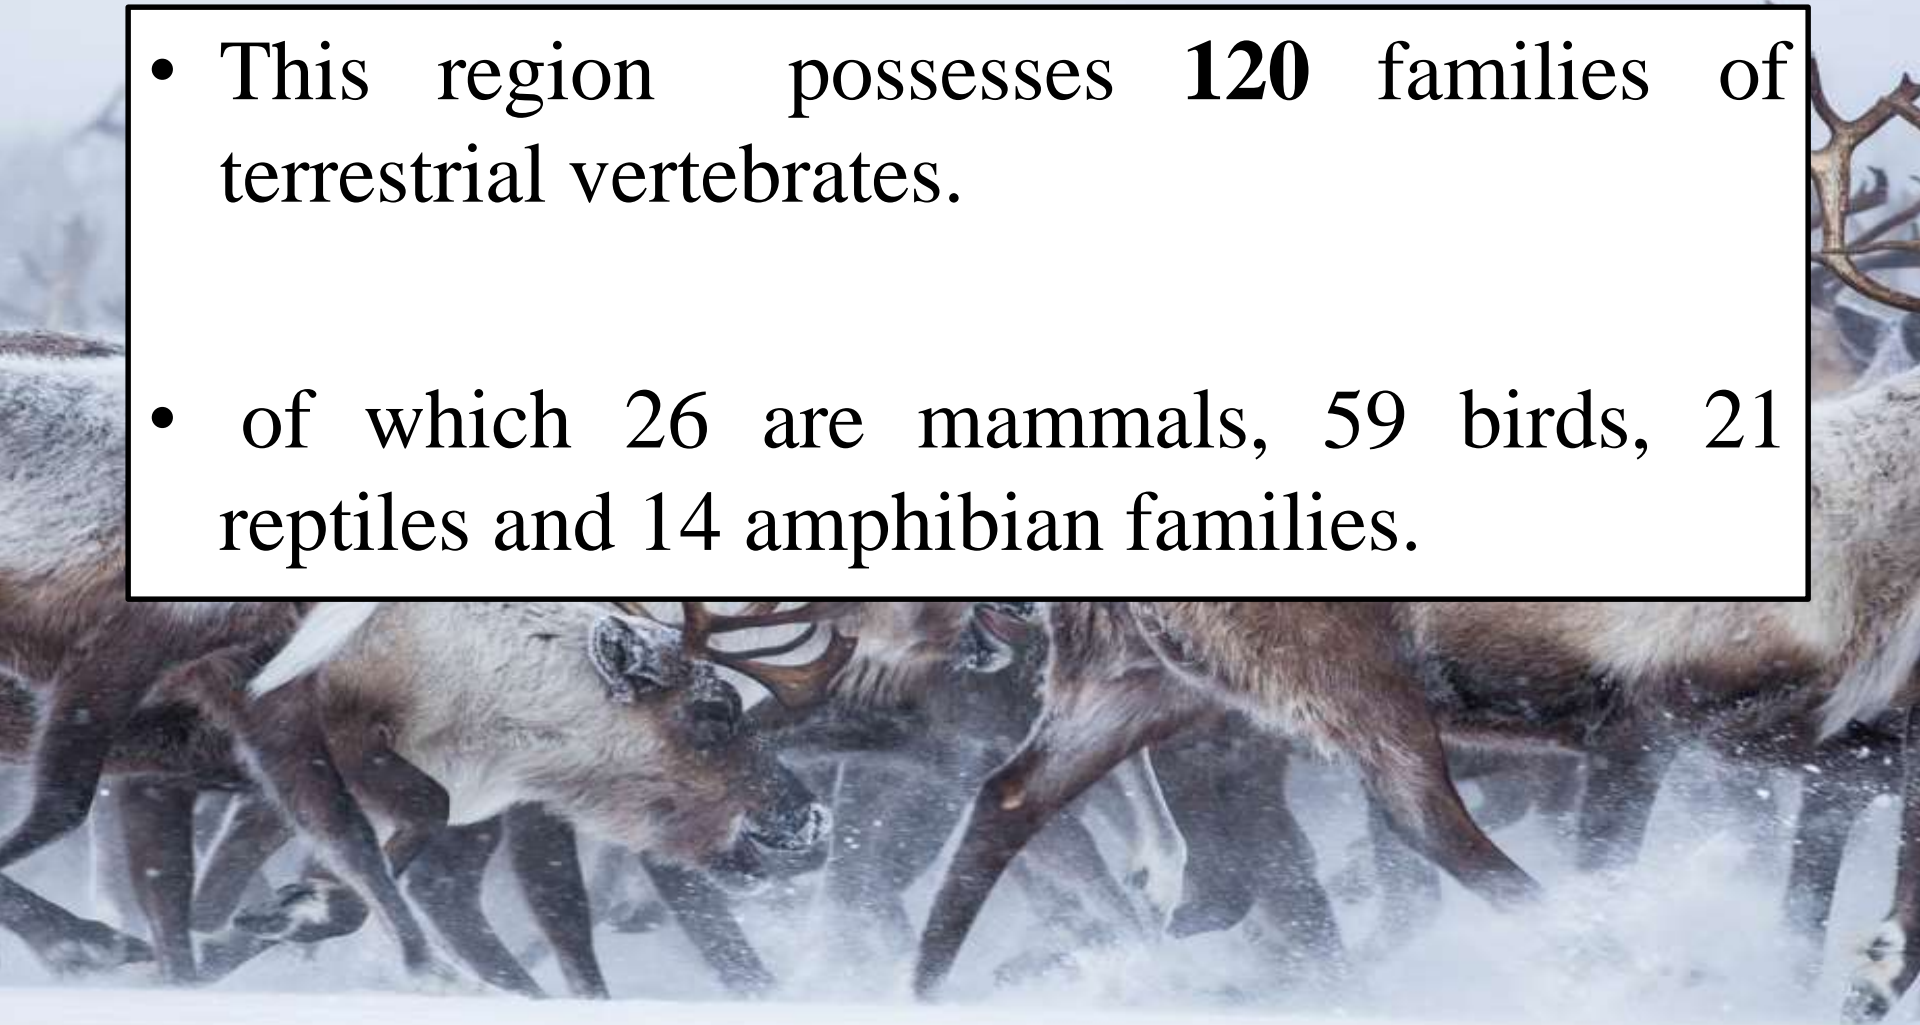 • This region possesses 120 families of
terrestrial vertebrates.
• of which 26 are mammals, 59 birds, 21
reptiles and 14 amphibian families.